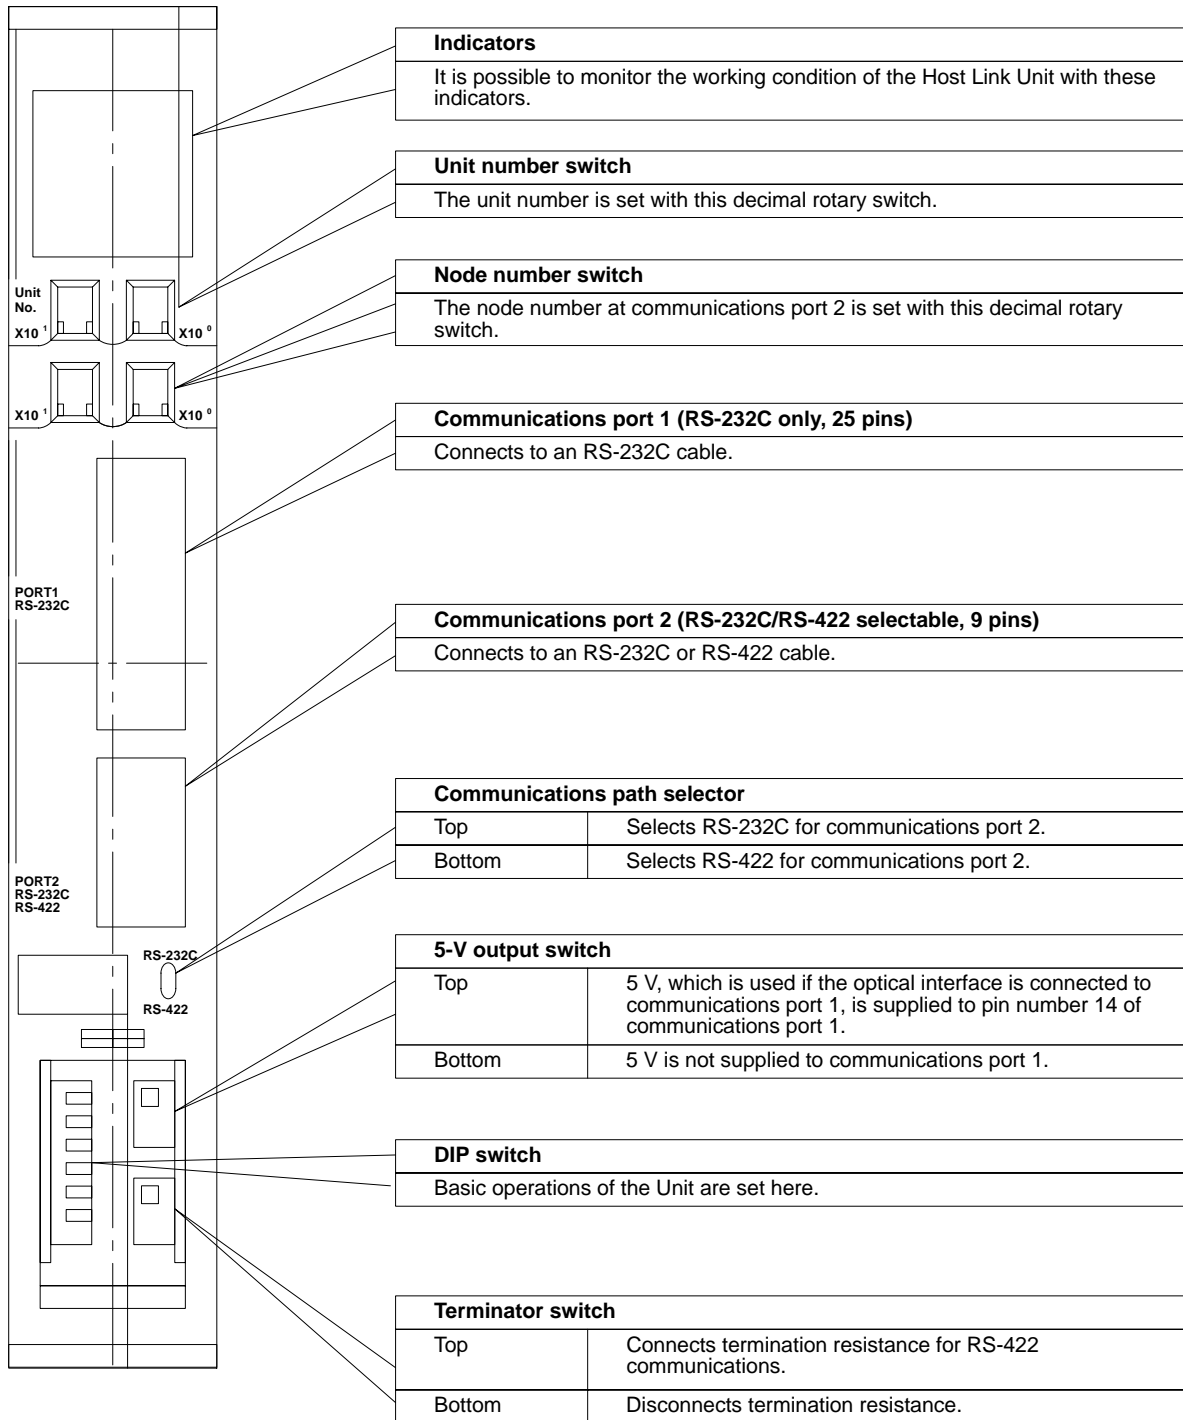 Indicators
It is possible to monitor the working condition of the Host Link Unit with these
indicators.
Unit number switch
The unit number is set with this decimal rotary switch.
Node number switch
The node number at communications port 2 is set with this decimal rotary
switch.
Unit
No.
X10 1 X10 0
X10 1 X10 0
Communications port 1 (RS-232C only, 25 pins)
Connects to an RS-232C cable.
PORT1
RS-232C
Communications port 2 (RS-232C/RS-422 selectable, 9 pins)
Connects to an RS-232C or RS-422 cable.
Communications path selector
Top Selects RS-232C for communications port 2.
Bottom Selects RS-422 for communications port 2.
PORT2
RS-232C
RS-422
RS-232C
RS-422
5-V output switch
Top 5 V, which is used if the optical interface is connected to
communications port 1, is supplied to pin number 14 of
communications port 1.
Bottom 5 V is not supplied to communications port 1.
DIP switch
Basic operations of the Unit are set here.
Terminator switch
Top Connects termination resistance for RS-422
communications.
Bottom Disconnects termination resistance.